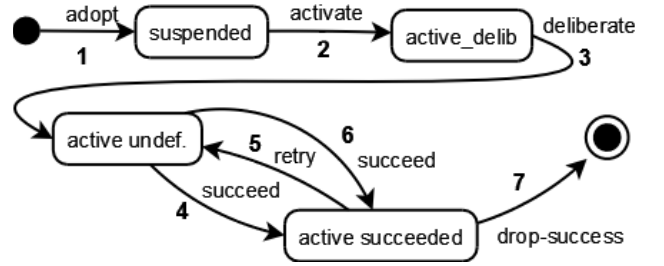 adopt
1
suspended
activate
2
active_delib
deliberate
3
active undef.
5
retry
6
succeed
succeed
4
active succeeded
7
drop-success